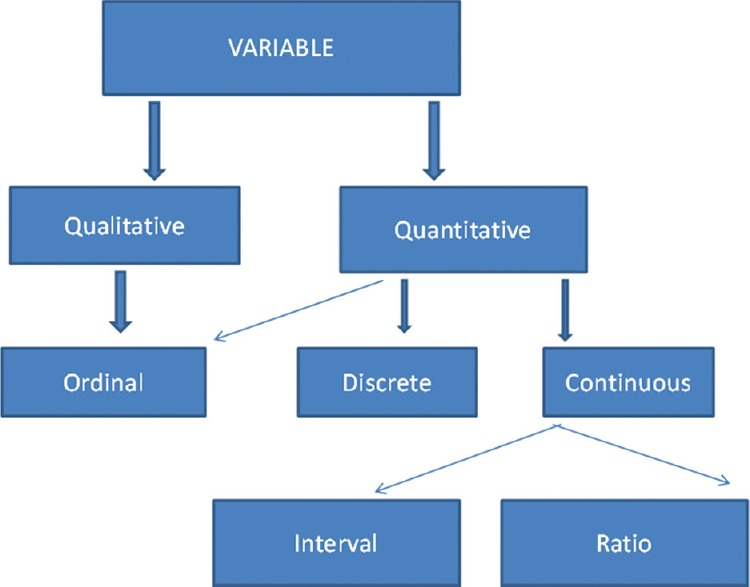 VARIABLE
Qualitative
Quantitative
Ordinal
Discrete
Continuous
Interval
Ratio